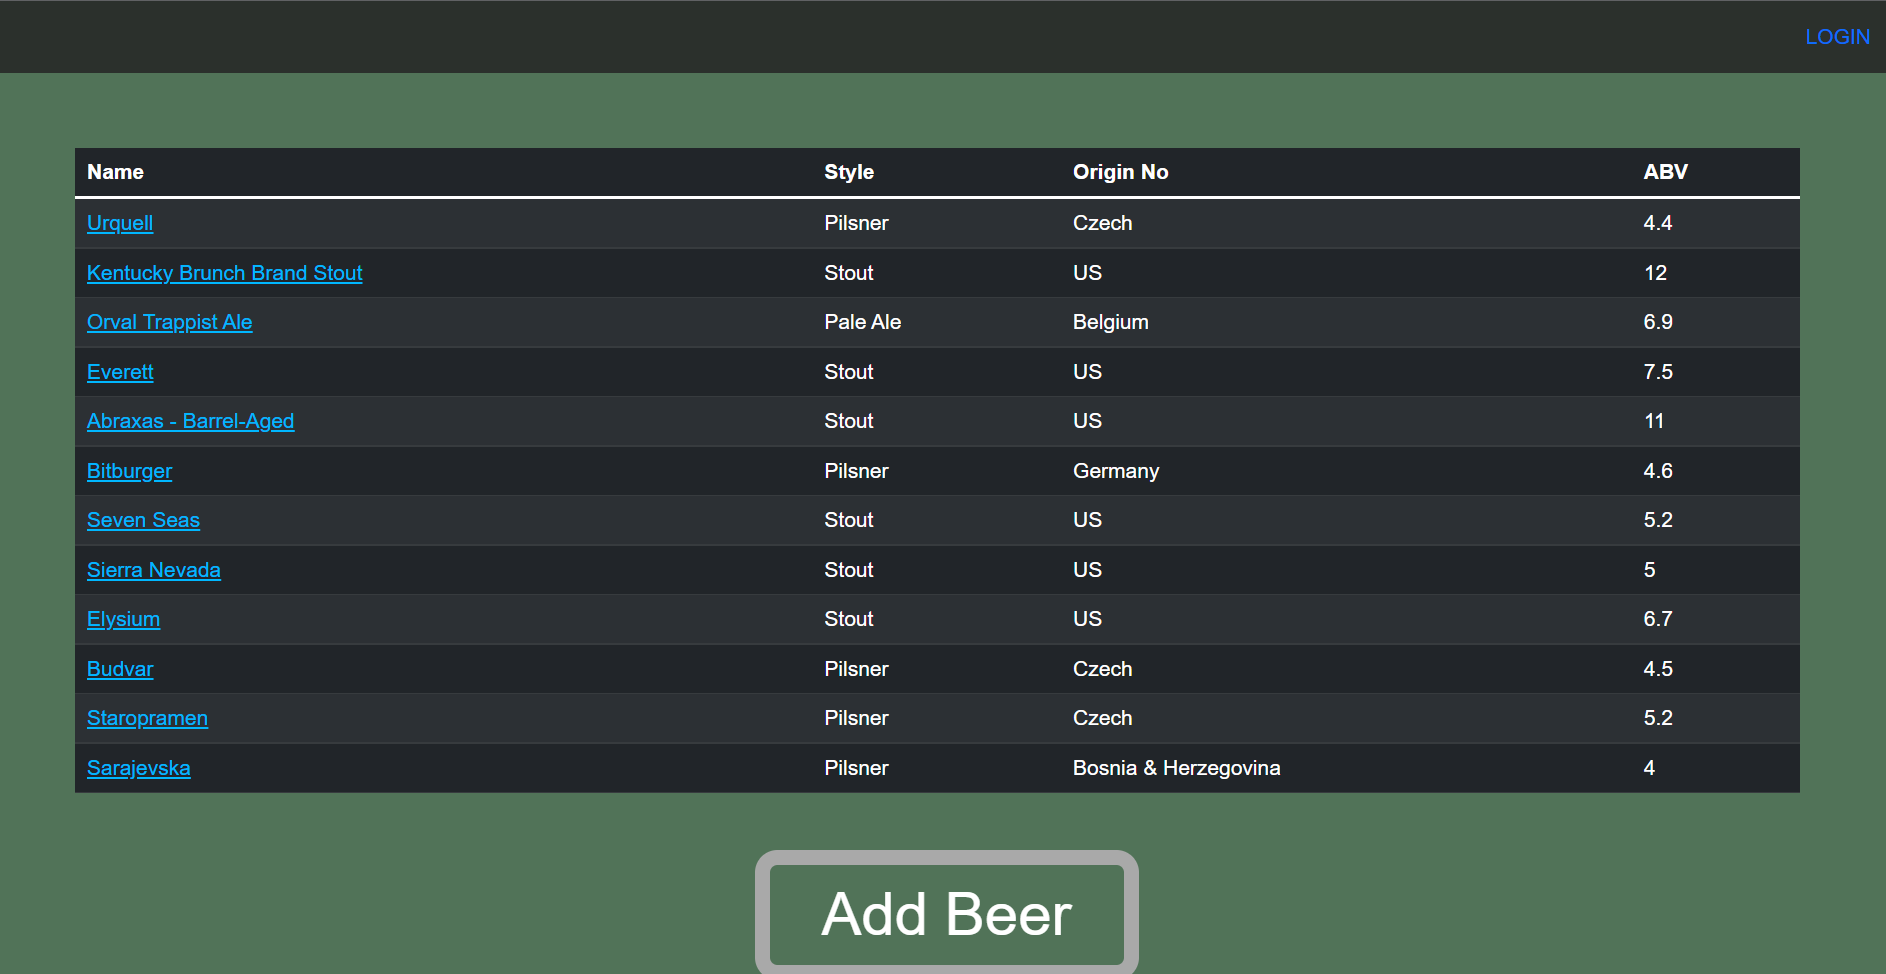 LOGIN
Name Style Origin No ABV
Urquell Pilsner Czech 4.4
Kentucky Brunch Brand Stout Stout US 12
Orval Trappist Ale Pale Ale Belgium 6.9
Everett Stout US 7.5
Abraxas - Barrel-Aged Stout US 11
Bitburger Pilsner Germany 4.6
Seven Seas Stout US 5.2
Sierra Nevada Stout US 5
Elysium Stout US 6.7
Budvar Pilsner Czech 4.5
Staropramen Pilsner Czech 5.2
Sarajevska Pilsner Bosnia & Herzegovina 4
Add Beer